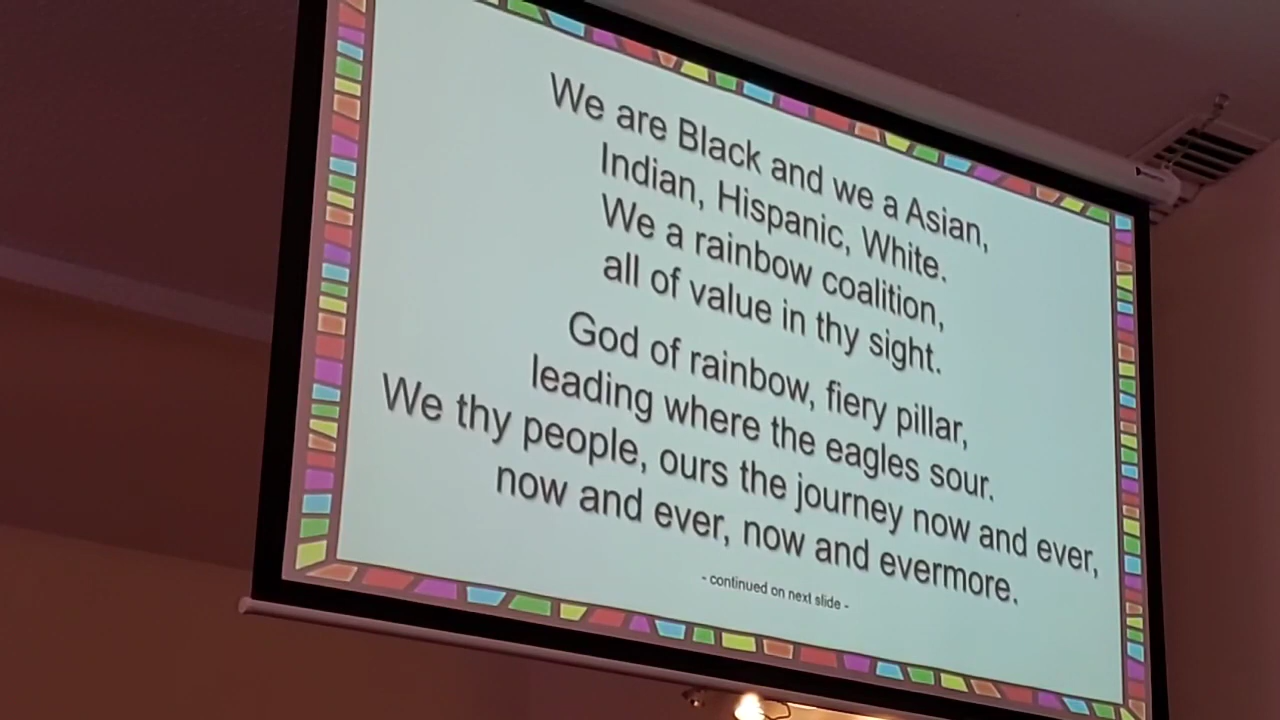 We are Black and we a Asian,
Indian, Hispanic, White.
We a rainbow coalition,
all of value in thy sight.
God of rainbow, fiery pillar,
leading where the eagles sour.
We thy people, ours the journey now and ever,
now and ever, now and evermore.
- continued on next slide -